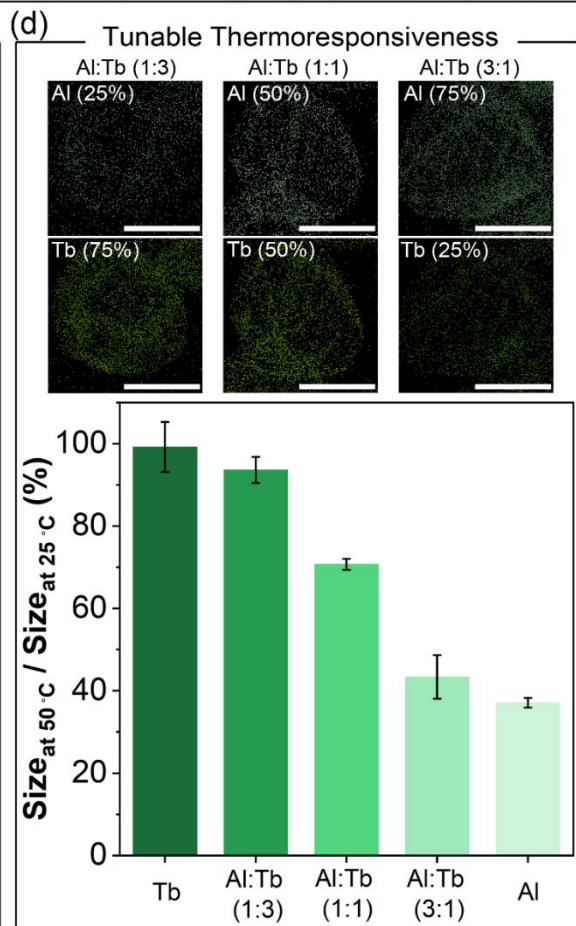 (d)
Tunable Thermoresponsiveness
Al:Tb (1:3) Al:Tb (1:1) Al:Tb (3:1)
Al (25%) Al (50%) Al (75%)
Tb (75%) Tb (50%) Tb (25%)
Size at 50 °C / Size at 25 °C (%)
100
80
60
40
20
0
Tb Al:Tb (1:3) Al:Tb (1:1) Al:Tb (3:1) Al